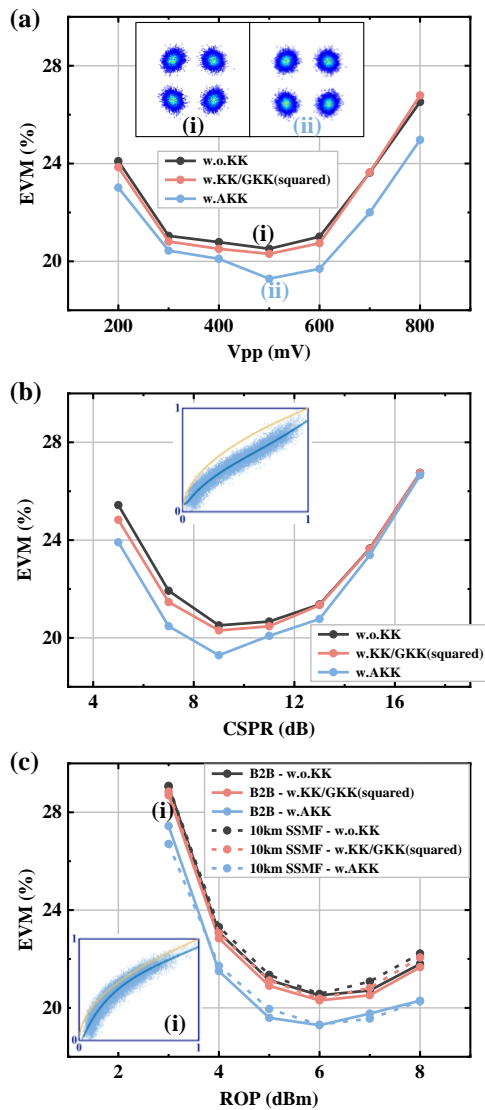 (a)
28
24
20
EVM (%)
(i)
(ii)
w.o.KK
w.KK/GKK(squared)
w.AKK
(i)
(ii)
200 300 400 500 600 700 800
Vpp (mV)
(b)
28
24
20
EVM (%)
1
0
0 1
w.o.KK
w.KK/GKK(squared)
w.AKK
4 8 12 16
CSPR (dB)
(c)
28
24
20
EVM (%)
(i)
B2B - w.o.KK
B2B - w.KK/GKK(squared)
B2B - w.AKK
10km SSMF - w.o.KK
10km SSMF - w.KK/GKK(squared)
10km SSMF - w.AKK
1
(i)
0
0 1
2 4 6 8
ROP (dBm)